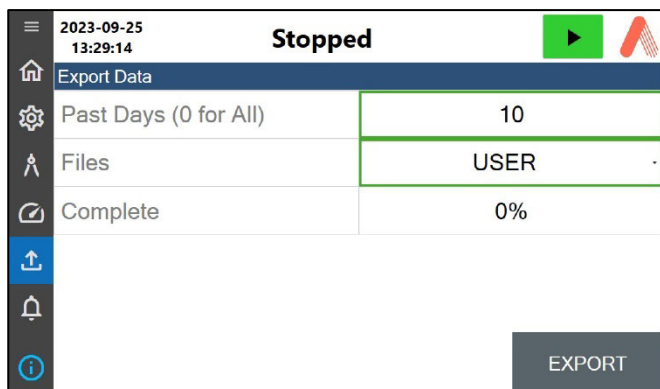 2023-09-25
13:29:14
Stopped
Export Data
Past Days (0 for All)
10
Files
USER
Complete
0%
EXPORT